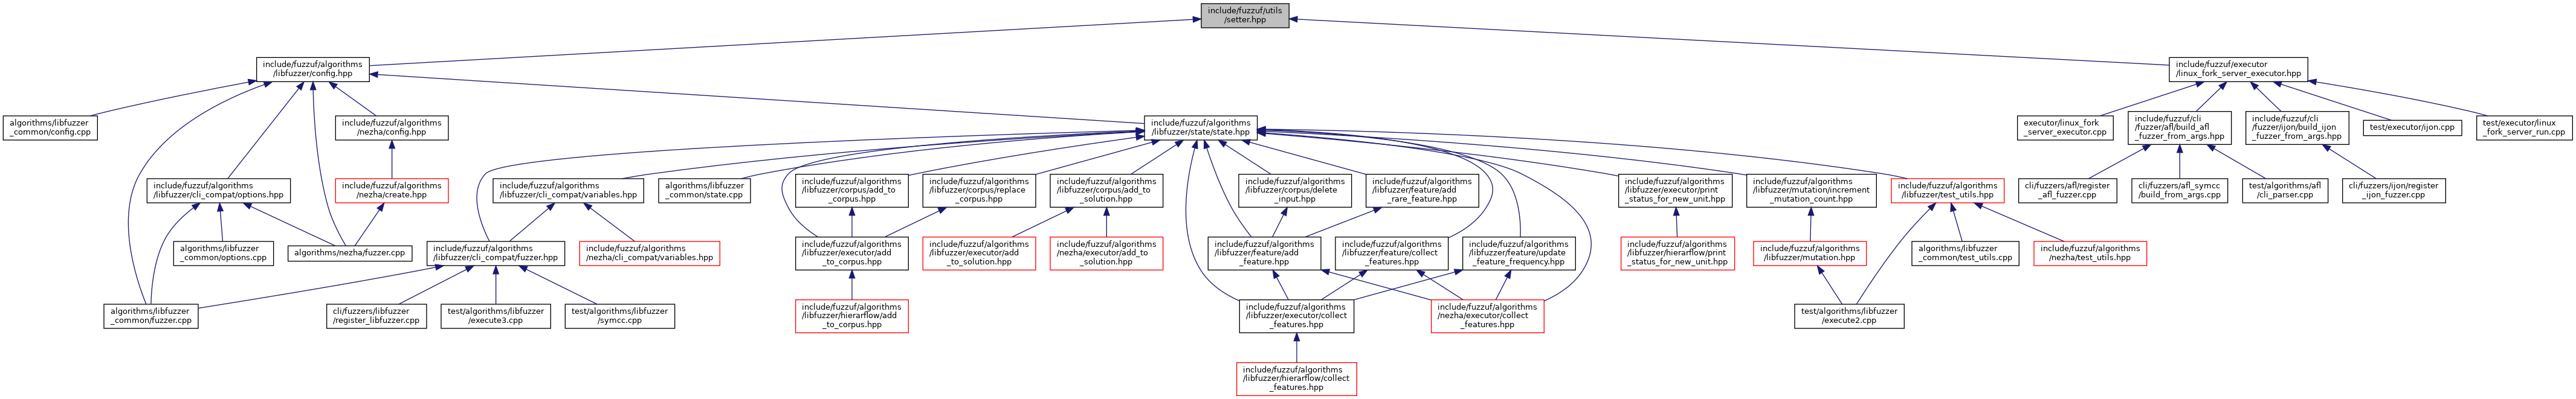 include/fuzzuf/utils
/setter.hpp
include/fuzzuf/algorithms
/libfuzzer/config.hpp
include/fuzzuf/executor
/linux_fork_server_executor.hpp
algorithms/libfuzzer
_common/config.cpp
include/fuzzuf/algorithms
/nezha/config.hpp
include/fuzzuf/algorithms
/libfuzzer/state/state.hpp
executor/linux_fork
_server_executor.cpp
include/fuzzuf/cli
/fuzzer/afl/build_afl
_fuzzer_from_args.hpp
include/fuzzuf/cli
/fuzzer/ijon/build_ijon
_fuzzer_from_args.hpp
test/executor/ijon.cpp
test/executor/linux
_fork_server_run.cpp
include/fuzzuf/algorithms
/libfuzzer/cli_compat/options.hpp
include/fuzzuf/algorithms
/nezha/create.hpp
include/fuzzuf/algorithms
/libfuzzer/cli_compat/variables.hpp
algorithms/libfuzzer
_common/state.cpp
include/fuzzuf/algorithms
/libfuzzer/corpus/add_to
_corpus.hpp
include/fuzzuf/algorithms
/libfuzzer/corpus/replace
_corpus.hpp
include/fuzzuf/algorithms
/libfuzzer/corpus/add_to
_solution.hpp
include/fuzzuf/algorithms
/libfuzzer/corpus/delete
_input.hpp
include/fuzzuf/algorithms
/libfuzzer/feature/add
_rare_feature.hpp
include/fuzzuf/algorithms
/libfuzzer/executor/print
_status_for_new_unit.hpp
include/fuzzuf/algorithms
/libfuzzer/mutation/increment
_mutation_count.hpp
include/fuzzuf/algorithms
/libfuzzer/test_utils.hpp
cli/fuzzers/afl/register
_afl_fuzzer.cpp
cli/fuzzers/afl_symcc
/build_from_args.cpp
test/algorithms/afl
/cli_parser.cpp
cli/fuzzers/ijon/register
_ijon_fuzzer.cpp
algorithms/libfuzzer
_common/options.cpp
algorithms/nezha/fuzzer.cpp
include/fuzzuf/algorithms
/libfuzzer/cli_compat/fuzzer.hpp
include/fuzzuf/algorithms
/nezha/cli_compat/variables.hpp
include/fuzzuf/algorithms
/libfuzzer/executor/add
_to_corpus.hpp
include/fuzzuf/algorithms
/libfuzzer/executor/add
_to_solution.hpp
include/fuzzuf/algorithms
/nezha/executor/add_to
_solution.hpp
include/fuzzuf/algorithms
/libfuzzer/feature/add
_feature.hpp
include/fuzzuf/algorithms
/libfuzzer/feature/collect
_features.hpp
include/fuzzuf/algorithms
/libfuzzer/feature/update
_feature_frequency.hpp
include/fuzzuf/algorithms
/libfuzzer/hierarflow/print
_status_for_new_unit.hpp
include/fuzzuf/algorithms
/libfuzzer/mutation.hpp
algorithms/libfuzzer
_common/test_utils.cpp
include/fuzzuf/algorithms
/nezha/test_utils.hpp
algorithms/libfuzzer
_common/fuzzer.cpp
cli/fuzzers/libfuzzer
/register_libfuzzer.cpp
test/algorithms/libfuzzer
/execute3.cpp
test/algorithms/libfuzzer
/symcc.cpp
include/fuzzuf/algorithms
/libfuzzer/hierarflow/add
_to_corpus.hpp
include/fuzzuf/algorithms
/libfuzzer/executor/collect
_features.hpp
include/fuzzuf/algorithms
/nezha/executor/collect
_features.hpp
test/algorithms/libfuzzer
/execute2.cpp
include/fuzzuf/algorithms
/libfuzzer/hierarflow/collect
_features.hpp